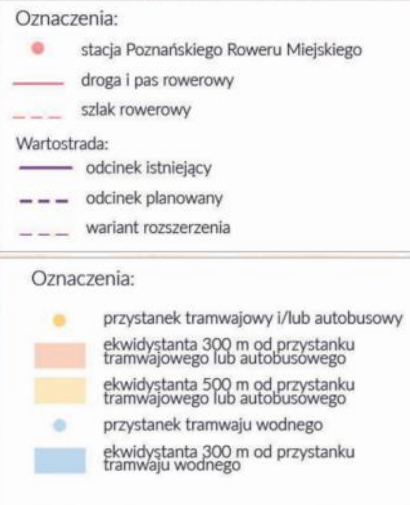 Oznaczenia:
stacja Poznańskiego Roweru Miejskiego
droga i pas rowerowy
szlak rowerowy
Wartostrada:
odcinek istniejący
odcinek planowany
wariant rozszerzenia
Oznaczenia:
przystanek tramwajowy i/lub autobusowy
ekwidystanta 300 m od przystanku
tramwajowego lub autobusowego
ekwidystanta 500 m od przystanku
tramwajowego lub autobusowego
przystanek tramwaju wodnego
ekwidystanta 300 m od przystanku
tramwaju wodnego